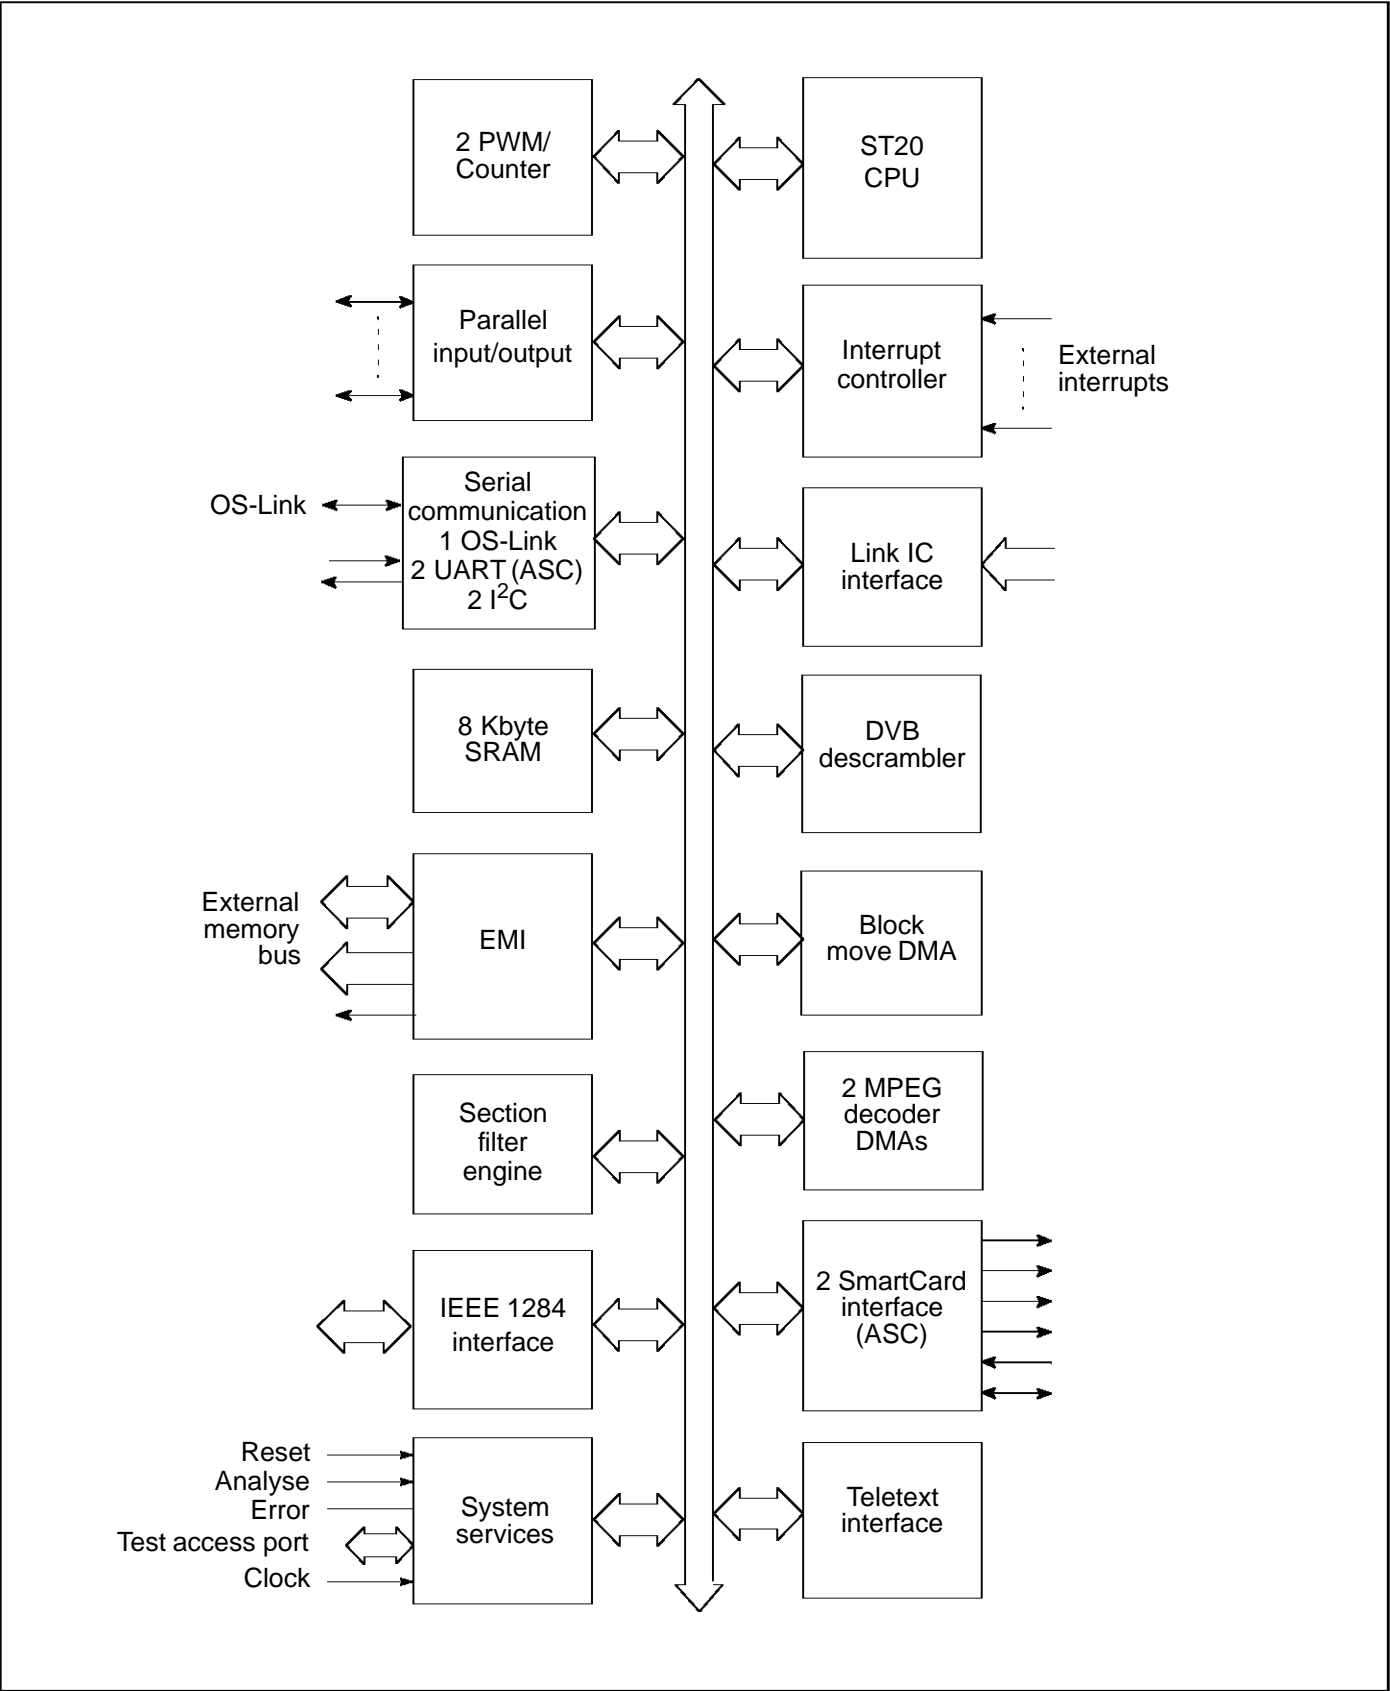 2 PWM/
Counter
ST20
CPU
Parallel
input/output
Interrupt
controller
External
interrupts
OS-Link
Serial
communication
1 OS-Link
2 UART (ASC)
2 I²C
Link IC
interface
8 Kbyte
SRAM
DVB
descrambler
External
memory
bus
EMI
Block
move DMA
Section
filter
engine
2 MPEG
decoder
DMAs
IEEE 1284
interface
2 SmartCard
interface
(ASC)
Reset
Analyse
Error
Test access port
Clock
System
services
Teletext
interface